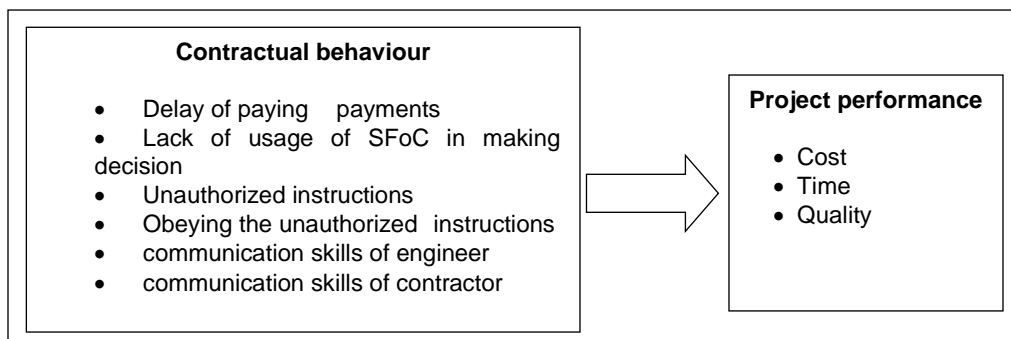 Contractual behaviour
• Delay of paying payments
• Lack of usage of SFoC in making
decision
• Unauthorized instructions
• Obeying the unauthorized instructions
• communication skills of engineer
• communication skills of contractor
Project performance
• Cost
• Time
• Quality